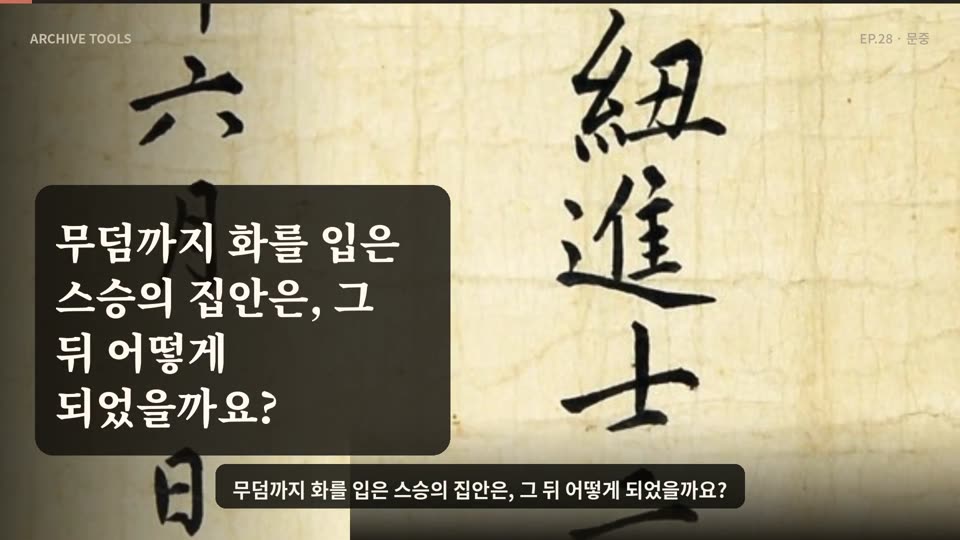 ARCHIVE TOOLS
EP.28 · 문중
紐進士
六月
日
무덤까지 화를 입은
스승의 집안은, 그
뒤 어떻게
되었을까요?
무덤까지 화를 입은 스승의 집안은, 그 뒤 어떻게 되었을까요?